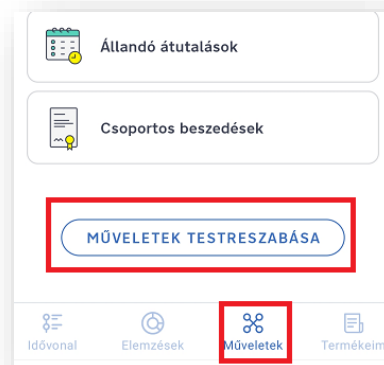 Állandó átutalások
Csoportos beszedések
MŰVELETEK TESTRESZABÁSA
Idővonal Elemzések Műveletek Termékeim